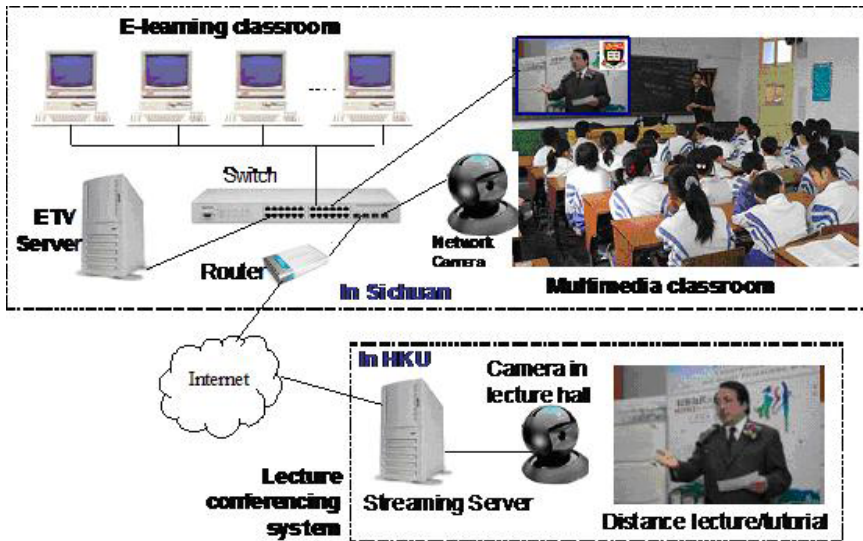 E-learning classroom
Switch
ETV
Server
Router
Network
Camera
In Sichuan
Multimedia classroom
Internet
In HKU
Camera in
lecture hall
Lecture
conferencing
system
Streaming Server
Distance lecture/tutorial